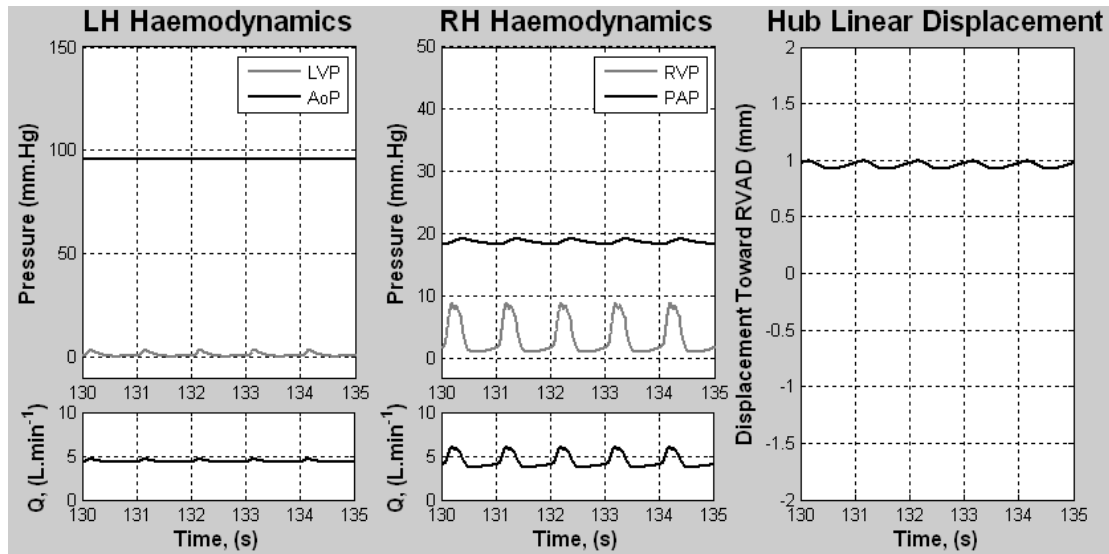 LH Haemodynamics
RH Haemodynamics
Hub Linear Displacement
150
100
50
0
Pressure (mm.Hg)
LVP
AoP
130 131 132 133 134 135
10
5
0
Q, (L.min⁻¹)
130 131 132 133 134 135
Time, (s)
50
40
30
20
10
0
Pressure (mm.Hg)
RVP
PAP
130 131 132 133 134 135
10
5
0
Q, (L.min⁻¹)
130 131 132 133 134 135
Time, (s)
2
1.5
1
0.5
0
-0.5
-1
-1.5
-2
Displacement Toward RVAD (mm)
130 131 132 133 134 135
Time, (s)